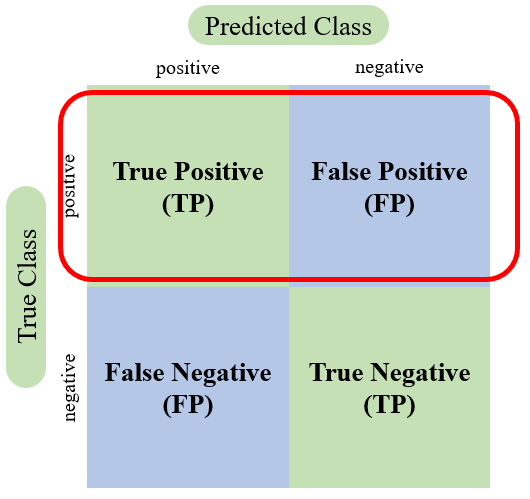 Predicted Class
positive
negative
True Class
positive
True Positive
(TP)
False Positive
(FP)
negative
False Negative
(FP)
True Negative
(TP)